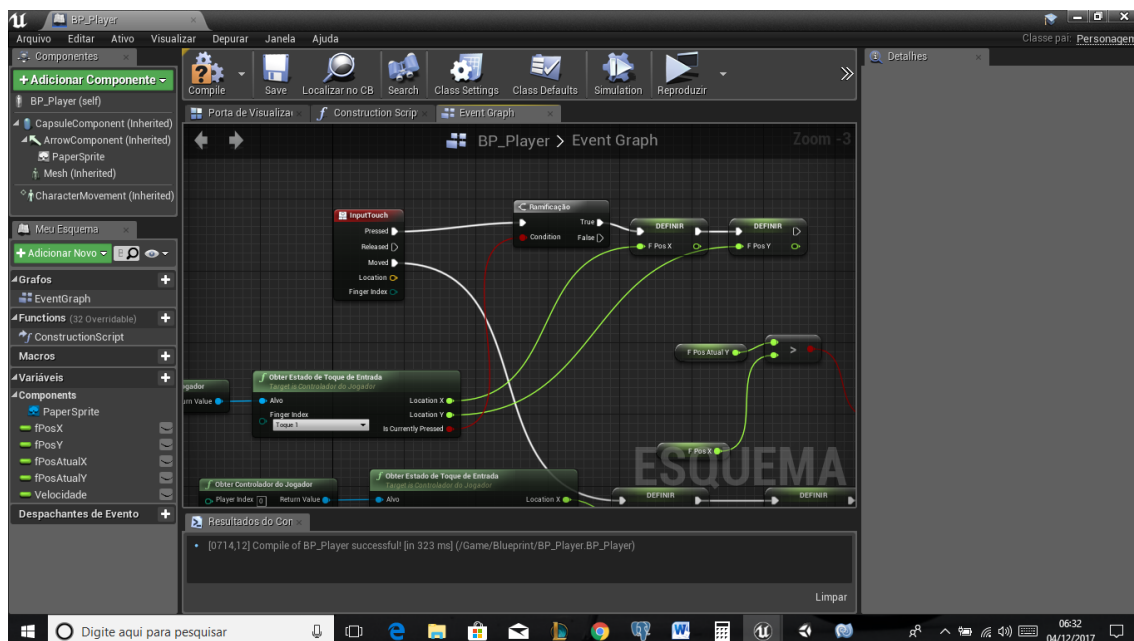 BP_Player
Arquivo Editar Ativo Visualizar Depurar Janela Ajuda
Classe pai: Personagem
Componentes
+ Adicionar Componente
BP_Player (self)
CapsuleComponent (Inherited)
ArrowComponent (Inherited)
PaperSprite
Mesh (Inherited)
CharacterMovement (Inherited)
Meu Esquema
+ Adicionar Novo
Grafos
EventGraph
Functions (32 Overridable)
ConstructionScript
Macros
Variáveis
Components
PaperSprite
fPosX
fPosY
fPosAtualX
fPosAtualY
Velocidade
Despachantes de Evento
Compile Save Localizar no CB Search Class Settings Class Defaults Simulation Reproduzir
Porta de Visualiza Construction Scrip Event Graph
BP_Player > Event Graph
Zoom -3
InputTouch
Pressed
Released
Moved
Location
Finger Index
Ramificação
True
Condition False
DEFINIR
F Pos X
DEFINIR
F Pos Y
F Pos Atual Y
>
F Pos X
ogador
urn Value
Obter Estado de Toque de Entrada
Target is Controlador do Jogador
Alvo Location X
Location Y
Finger Index
Toque 1
Is Currently Pressed
Obter Controlador do Jogador
Player Index 0 Return Value
Obter Estado de Toque de Entrada
Target is Controlador do Jogador
Alvo Location X
DEFINIR
DEFINIR
ESQUEMA
Resultados do Con
[0714,12] Compile of BP_Player successful! [in 323 ms] (/Game/Blueprint/BP_Player.BP_Player)
Limpar
Detalhes
Digite aqui para pesquisar
06:32
04/12/2017